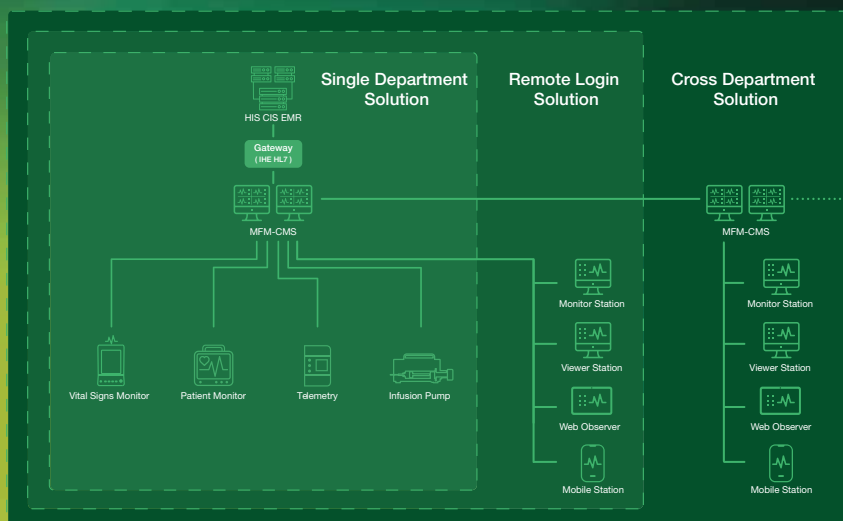 Single Department
Solution
Remote Login
Solution
Cross Department
Solution
HIS CIS EMR
Gateway
( IHE HL7 )
MFM-CMS
MFM-CMS
Monitor Station
Monitor Station
Viewer Station
Viewer Station
Vital Signs Monitor
Patient Monitor
Telemetry
Infusion Pump
Web Observer
Web Observer
Mobile Station
Mobile Station